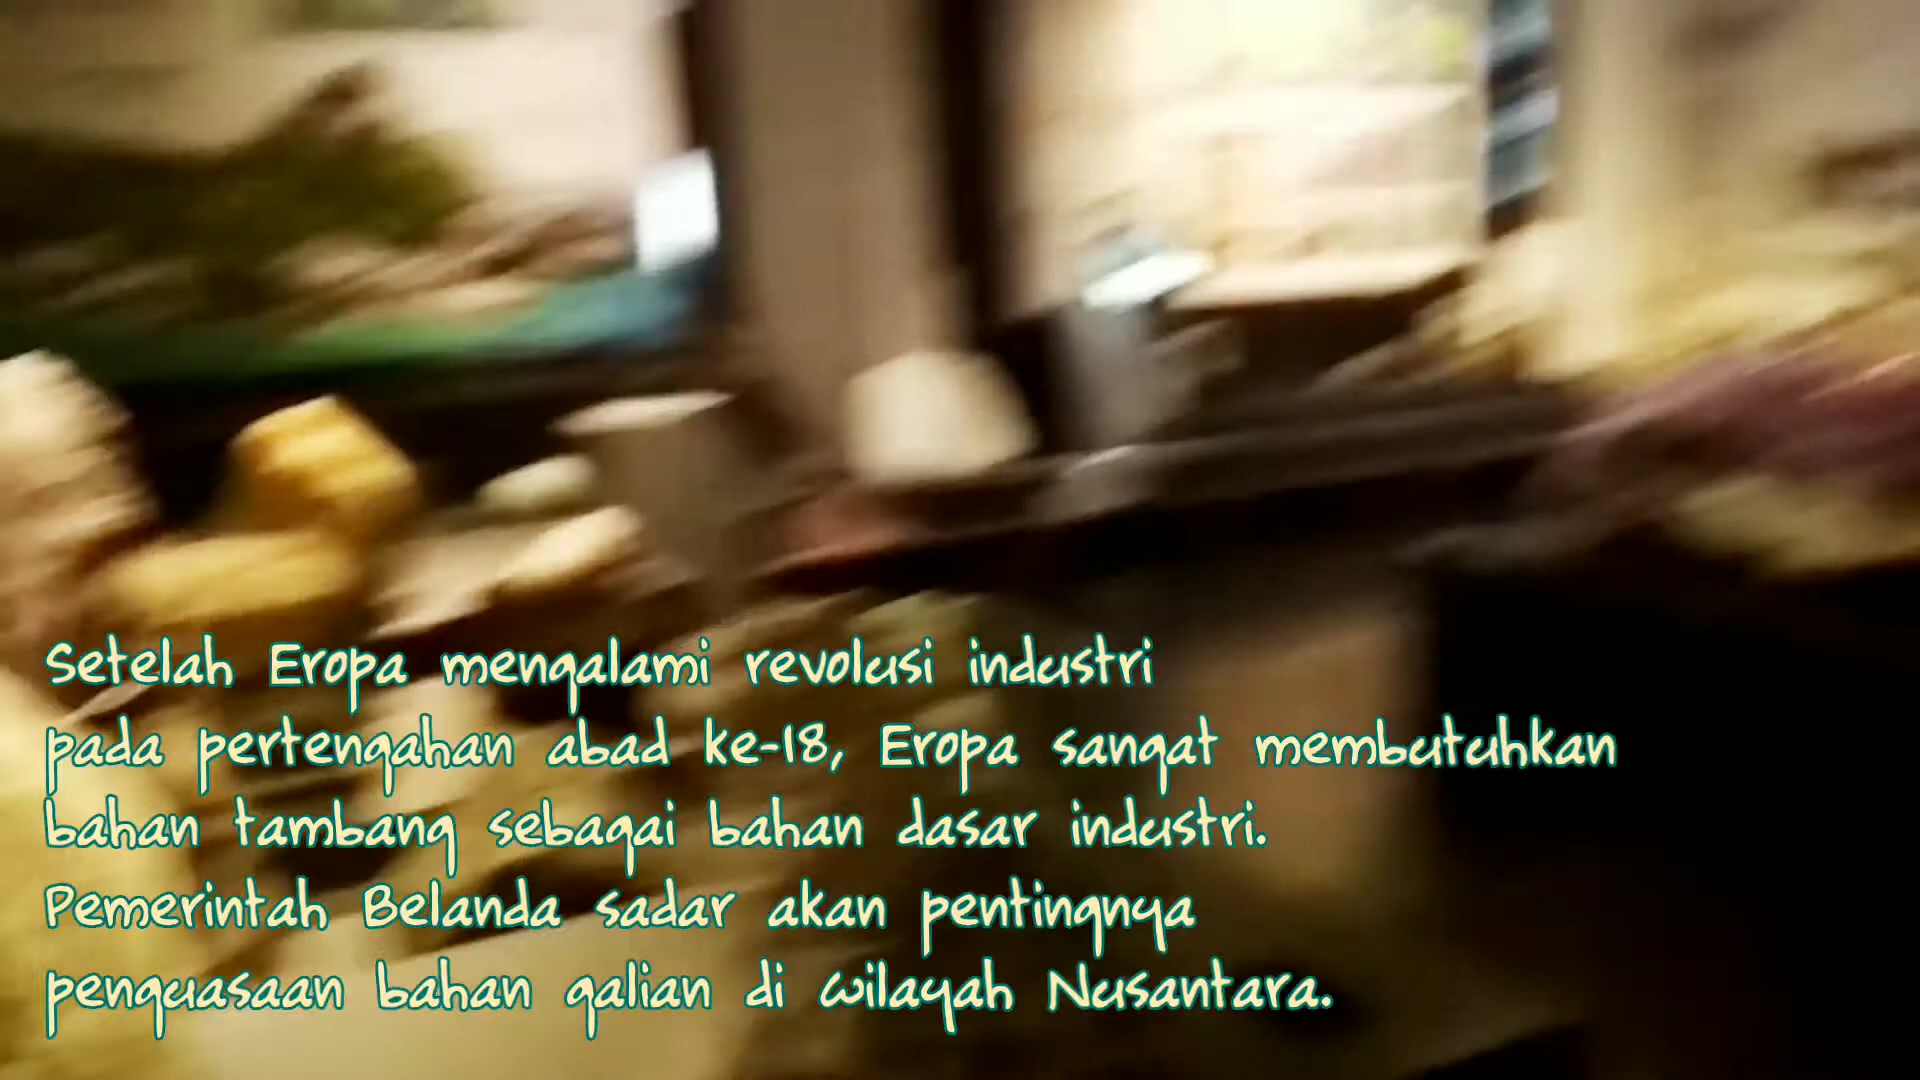 Setelah Eropa mengalami revolusi industri
pada pertengahan abad ke-18, Eropa sangat membutuhkan
bahan tambang sebagai bahan dasar industri.
Pemerintah Belanda sadar akan pentingnya
penguasaan bahan galian di wilayah Nusantara.